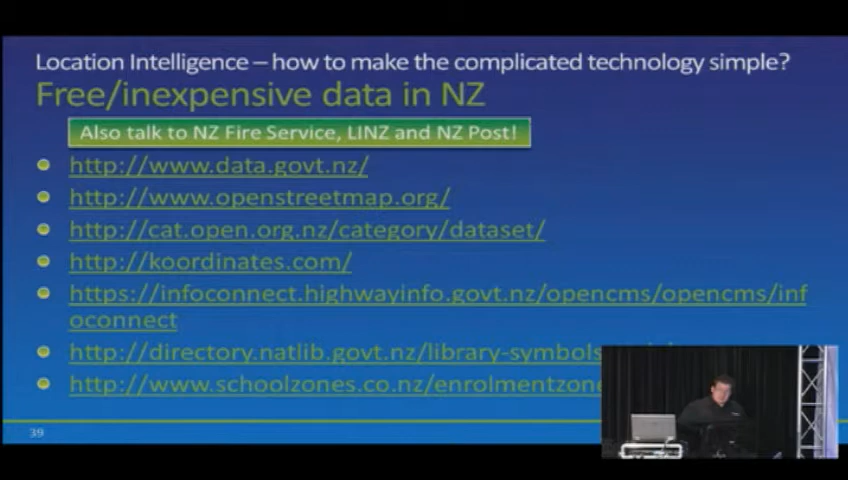 Location Intelligence – how to make the complicated technology simple?
Free/inexpensive data in NZ
Also talk to NZ Fire Service, LINZ and NZ Post!
http://www.data.govt.nz/
http://www.openstreetmap.org/
http://cat.open.org.nz/category/dataset/
http://koordinates.com/
https://infoconnect.highwayinfo.govt.nz/opencms/opencms/inf
oconnect
http://directory.natlib.govt.nz/library-symbols
http://www.schoolzones.co.nz/enrolmentzone
39